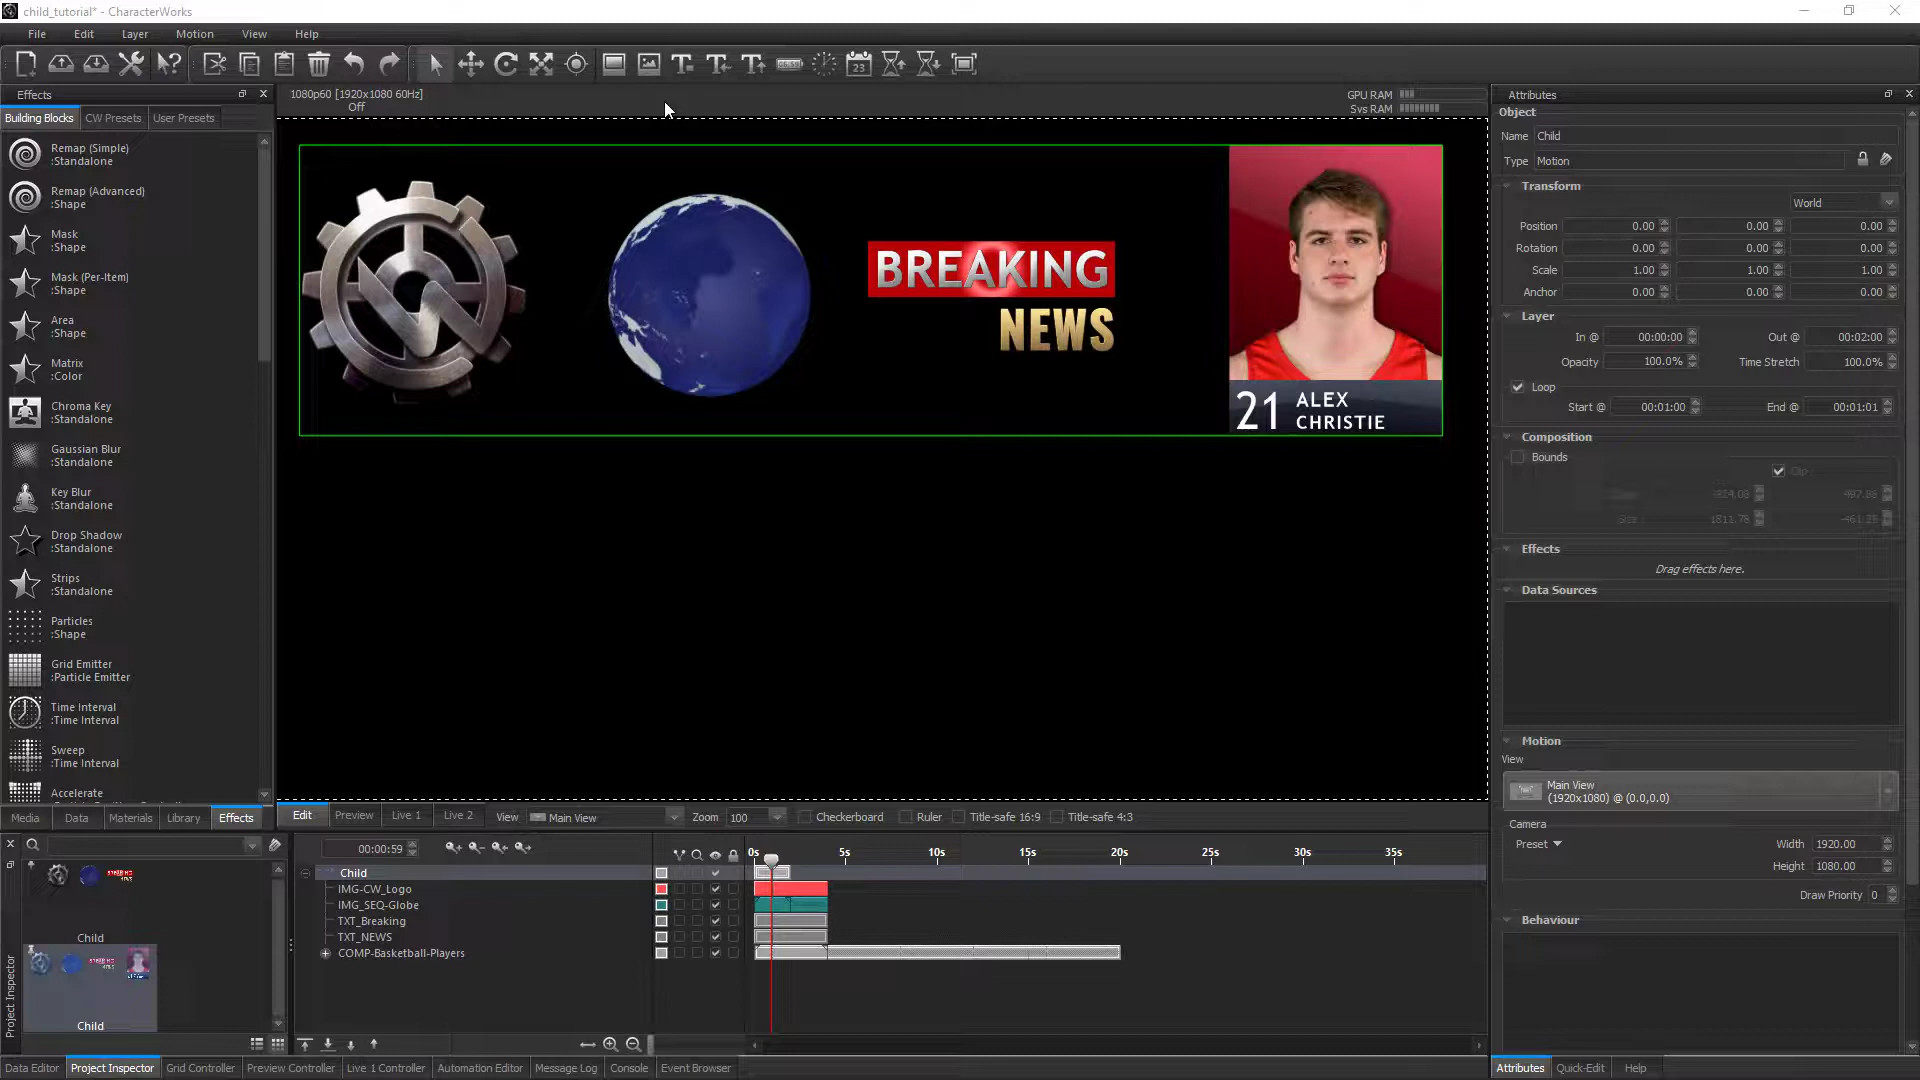 child_tutorial* - CharacterWorks
File Edit Layer Motion View Help
Effects
Building Blocks CW Presets User Presets
Remap (Simple)
:Standalone
Remap (Advanced)
:Shape
Mask
:Shape
Mask (Per-Item)
:Shape
Area
:Shape
Matrix
:Color
Chroma Key
:Standalone
Gaussian Blur
:Standalone
Key Blur
:Standalone
Drop Shadow
:Standalone
Strips
:Standalone
Particles
:Shape
Grid Emitter
:Particle Emitter
Time Interval
:Time Interval
Sweep
:Time Interval
Accelerate
Media Data Materials Library Effects
1080p60 [1920x1080 60Hz]
Off
GPU RAM
Sys RAM
BREAKING
NEWS
21 ALEX
CHRISTIE
Edit Preview Live 1 Live 2 View Main View Zoom 100 Checkerboard Ruler Title-safe 16:9 Title-safe 4:3
Attributes
Object
Name Child
Type Motion
Transform
World
Position 0.00 0.00 0.00
Rotation 0.00 0.00 0.00
Scale 1.00 1.00 1.00
Anchor 0.00 0.00 0.00
Layer
In @ 00:00:00 Out @ 00:02:00
Opacity 100.0% Time Stretch 100.0%
Loop
Start @ 00:01:00 End @ 00:01:01
Composition
Bounds
Clip
Size
Effects
Drag effects here.
Data Sources
Motion
View
Main View
(1920x1080) @ (0.0,0.0)
Camera
Preset Width 1920.00
Height 1080.00
Draw Priority 0
Behaviour
Attributes Quick-Edit Help
Project Inspector
Child
Child
00:00:59
0s 5s 10s 15s 20s 25s 30s 35s
Child
IMG-CW_Logo
IMG_SEQ-Globe
TXT_Breaking
TXT_NEWS
COMP-Basketball-Players
Data Editor Project Inspector Grid Controller Preview Controller Live 1 Controller Automation Editor Message Log Console Event Browser